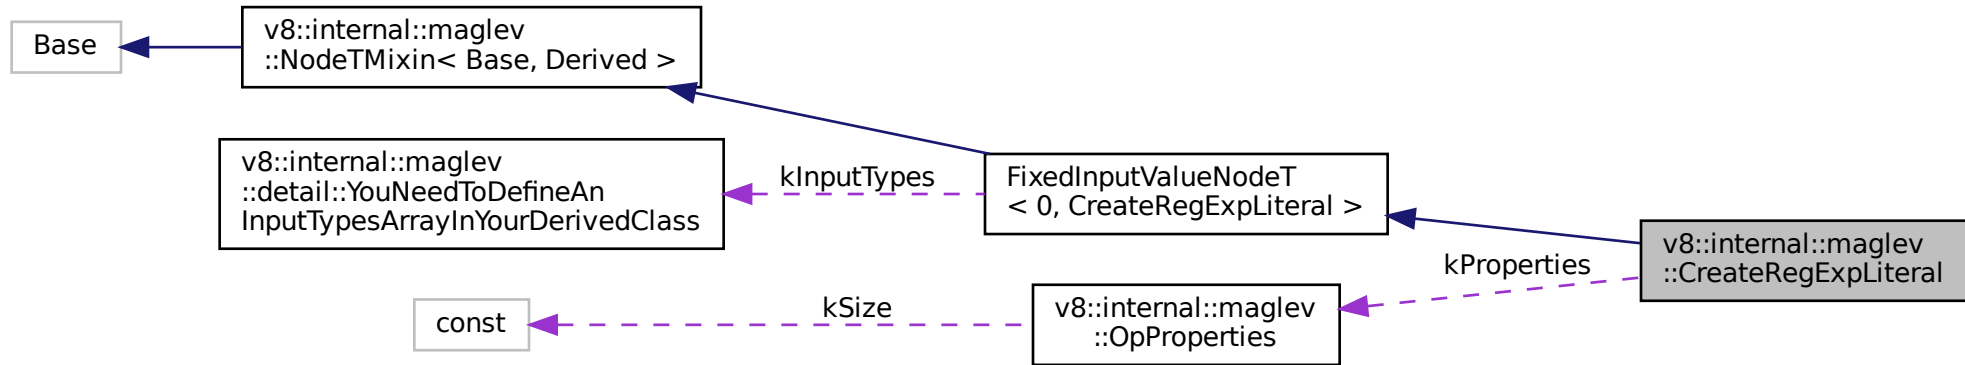 Base
v8::internal::maglev
::NodeTMixin< Base, Derived >
v8::internal::maglev
::detail::YouNeedToDefineAn
InputTypesArrayInYourDerivedClass
kInputTypes
FixedInputValueNodeT
< 0, CreateRegExpLiteral >
v8::internal::maglev
::CreateRegExpLiteral
kProperties
const
kSize
v8::internal::maglev
::OpProperties